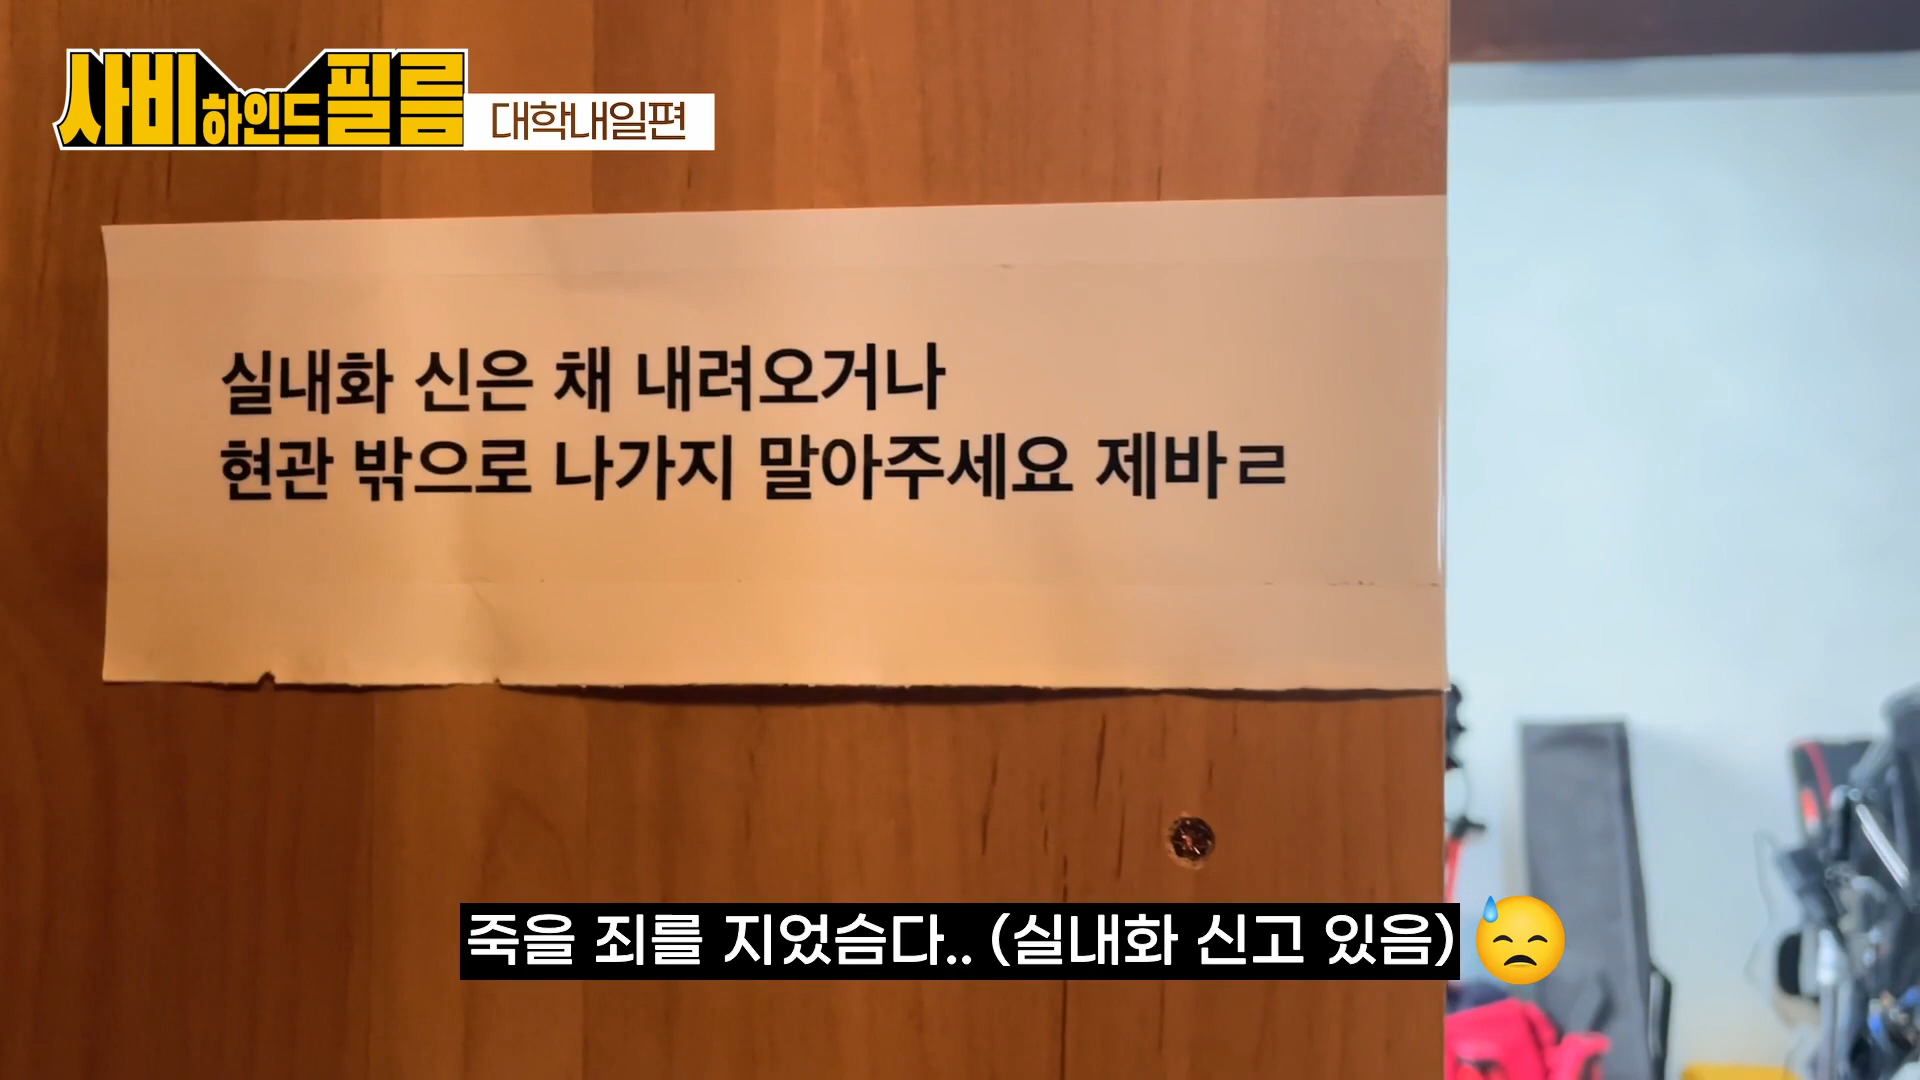 사비하인드필름 대학내일편
실내화 신은 채 내려오거나
현관 밖으로 나가지 말아주세요 제바ㄹ
죽을 죄를 지었슴다.. (실내화 신고 있음)